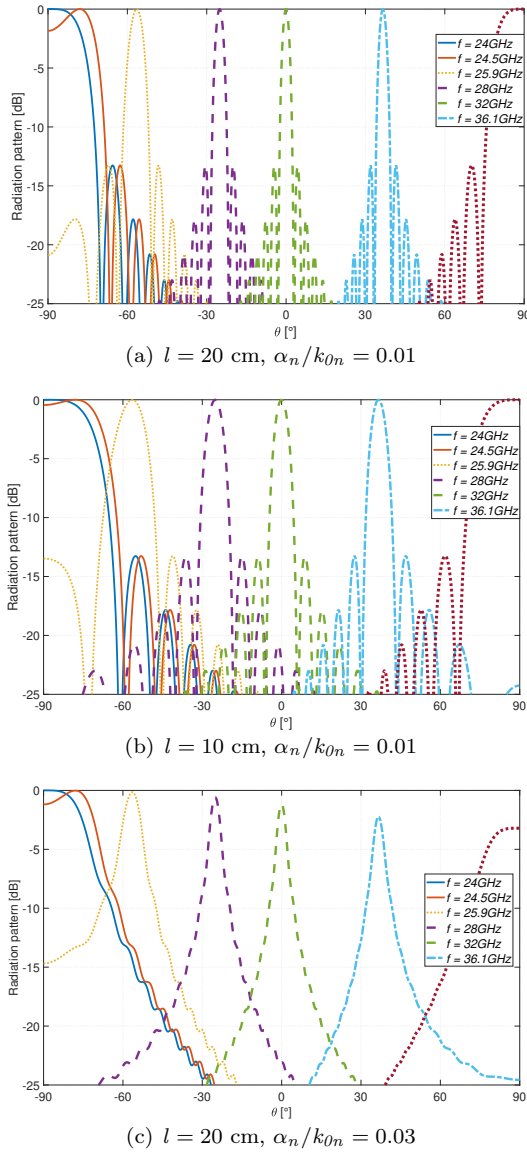 0
-5
-10
-15
-20
-25
Radiation pattern [dB]
f = 24GHz
f = 24.5GHz
f = 25.9GHz
f = 28GHz
f = 32GHz
f = 36.1GHz
-90 -60 -30 0 30 60 90
θ [°]
(a) l = 20 cm, αn/k0n = 0.01
0
-5
-10
-15
-20
-25
Radiation pattern [dB]
f = 24GHz
f = 24.5GHz
f = 25.9GHz
f = 28GHz
f = 32GHz
f = 36.1GHz
-90 -60 -30 0 30 60 90
θ [°]
(b) l = 10 cm, αn/k0n = 0.01
0
-5
-10
-15
-20
-25
Radiation pattern [dB]
f = 24GHz
f = 24.5GHz
f = 25.9GHz
f = 28GHz
f = 32GHz
f = 36.1GHz
-90 -60 -30 0 30 60 90
θ [°]
(c) l = 20 cm, αn/k0n = 0.03